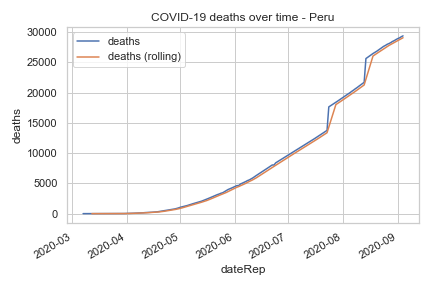 COVID-19 deaths over time - Peru
30000
25000
20000
15000
10000
5000
0
deaths
deaths
deaths (rolling)
2020-03
2020-04
2020-05
2020-06
2020-07
2020-08
2020-09
dateRep